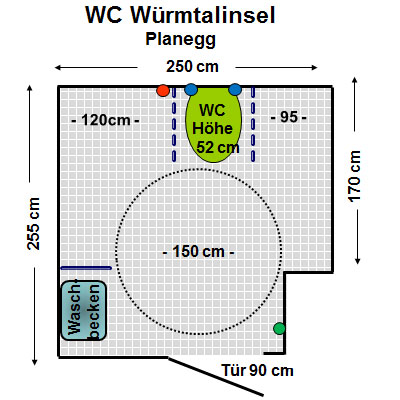 WC Würmtalinsel
Planegg
250 cm
- 120cm -
WC
Höhe
52 cm
- 95 -
170 cm
255 cm
- 150 cm -
Wasch-
becken
Tür 90 cm